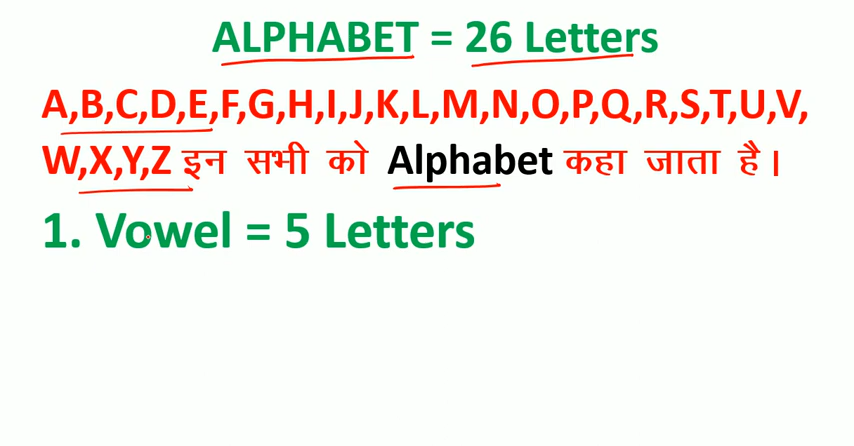 ALPHABET = 26 Letters
A,B,C,D,E,F,G,H,I,J,K,L,M,N,O,P,Q,R,S,T,U,V,
W,X,Y,Z इन सभी को Alphabet कहा जाता है।
1. Vowel = 5 Letters